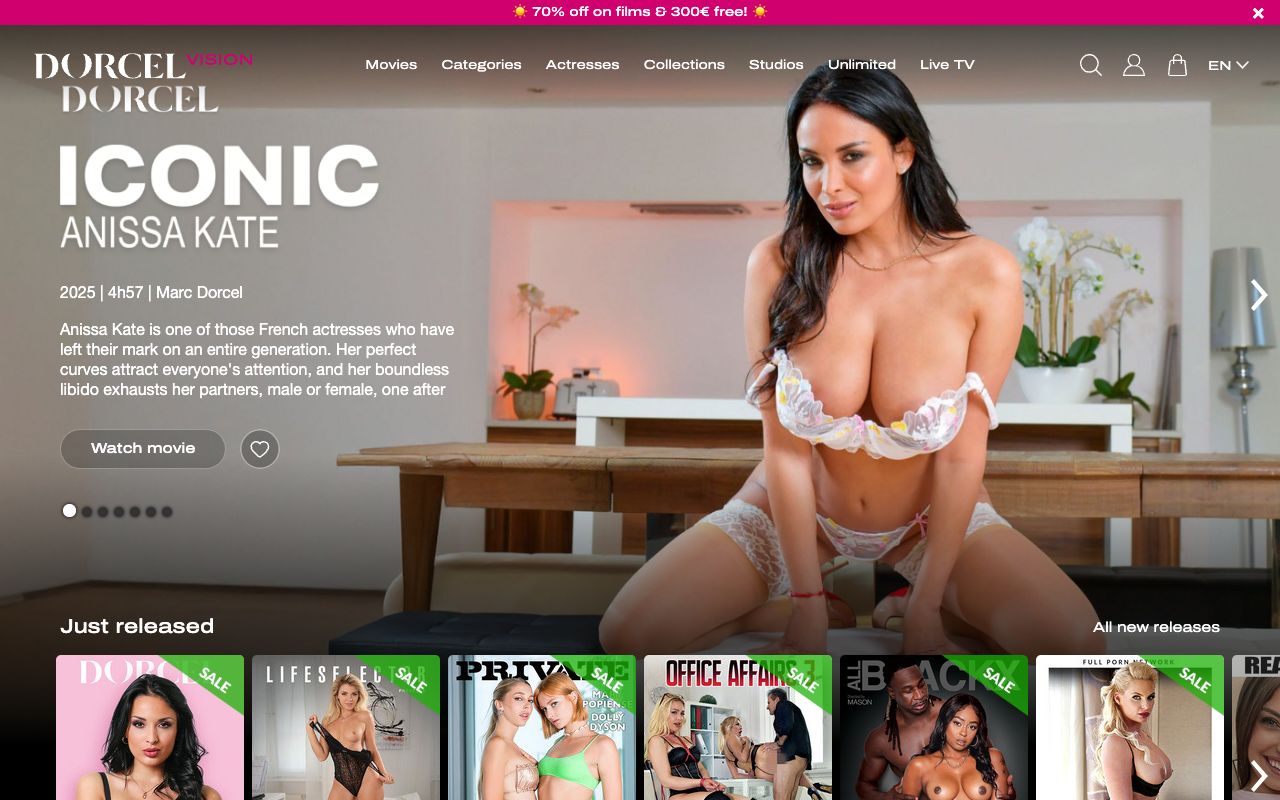 ☀️ 70% off on films & 300€ free! ☀️
DORCEL VISION
Movies Categories Actresses Collections Studios Unlimited Live TV
EN
DORCEL
ICONIC
ANISSA KATE
2025 | 4h57 | Marc Dorcel
Anissa Kate is one of those French actresses who have
left their mark on an entire generation. Her perfect
curves attract everyone's attention, and her boundless
libido exhausts her partners, male or female, one after
Watch movie
Just released
All new releases
DORCEL
SALE
LIFESELECTOR
SALE
PRIVATE
SALE
POPIENSE
DOLLY
DYSON
OFFICE AFFAIRS 3
SALE
ALL BLACKX
MASON
SALE
FULL PORN NETWORK
SALE
REA